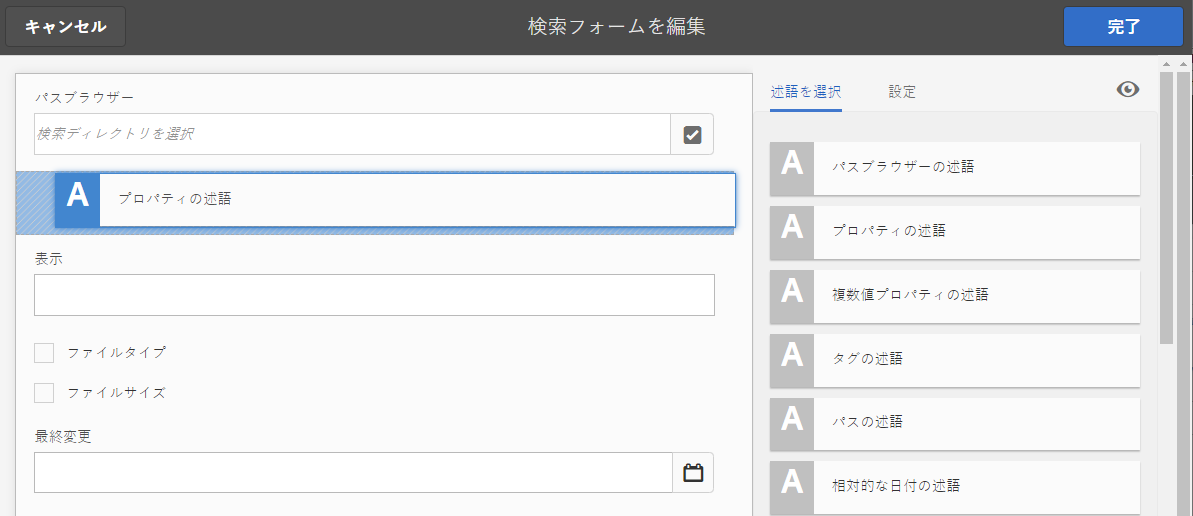 キャンセル
検索フォームを編集
完了
パスブラウザー
検索ディレクトリを選択
A プロパティの述語
表示
ファイルタイプ
ファイルサイズ
最終変更
述語を選択 設定
A パスブラウザーの述語
A プロパティの述語
A 複数値プロパティの述語
A タグの述語
A パスの述語
A 相対的な日付の述語